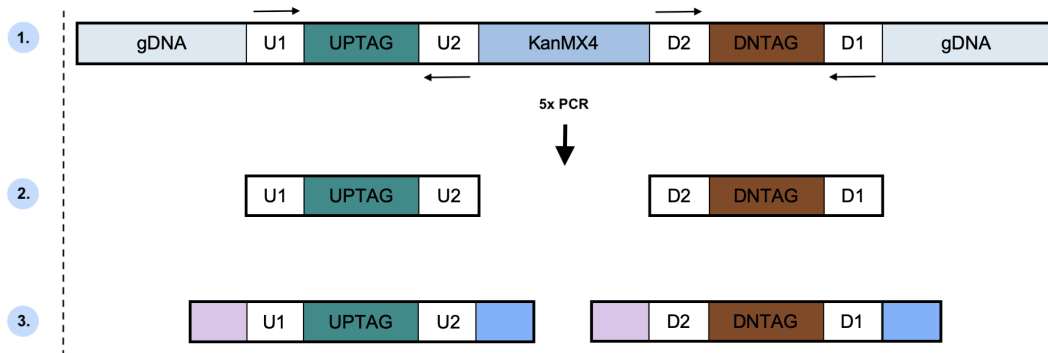 1. gDNA U1 UPTAG U2 KanMX4 D2 DNTAG D1 gDNA
5x PCR
2. U1 UPTAG U2 D2 DNTAG D1
3. U1 UPTAG U2 D2 DNTAG D1